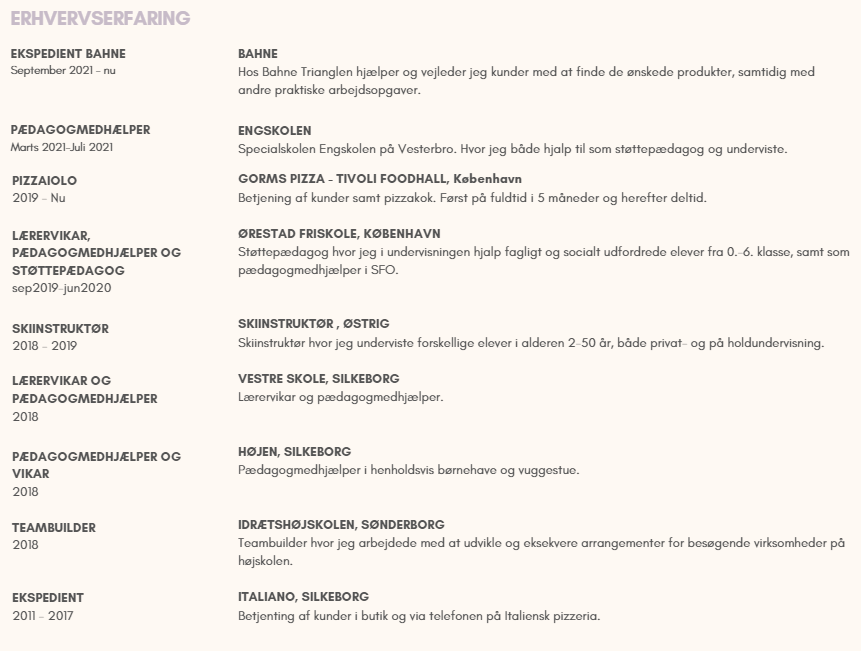 ERHVERVSERFARING
EKSPEDIENT BAHNE
September 2021 - nu
BAHNE
Hos Bahne Trianglen hjælper og vejleder jeg kunder med at finde de ønskede produkter, samtidig med
andre praktiske arbejdsopgaver.
PÆDAGOGMEDHÆLPER
Marts 2021-Juli 2021
ENGSKOLEN
Specialskolen Engskolen på Vesterbro. Hvor jeg både hjalp til som støttepædagog og underviste.
PIZZAIOLO
2019 - Nu
GORMS PIZZA - TIVOLI FOODHALL, København
Betjening af kunder samt pizzakok. Først på fuldtid i 5 måneder og herefter deltid.
LÆRERVIKAR,
PÆDAGOGMEDHJÆLPER OG
STØTTEPÆDAGOG
sep2019-jun2020
ØRESTAD FRISKOLE, KØBENHAVN
Støttepædagog hvor jeg i undervisningen hjalp fagligt og socialt udfordrede elever fra 0.-6. klasse, samt som
pædagogmedhjælper i SFO.
SKIINSTRUKTØR
2018 - 2019
SKIINSTRUKTØR , ØSTRIG
Skiinstruktør hvor jeg underviste forskellige elever i alderen 2-50 år, både privat- og på holdundervisning.
LÆRERVIKAR OG
PÆDAGOGMEDHJÆLPER
2018
VESTRE SKOLE, SILKEBORG
Lærervikar og pædagogmedhjælper.
PÆDAGOGMEDHJÆLPER OG
VIKAR
2018
HØJEN, SILKEBORG
Pædagogmedhjælper i henholdsvis børnehave og vuggestue.
TEAMBUILDER
2018
IDRÆTSHØJSKOLEN, SØNDERBORG
Teambuilder hvor jeg arbejdede med at udvikle og eksekvere arrangementer for besøgende virksomheder på
højskolen.
EKSPEDIENT
2011 - 2017
ITALIANO, SILKEBORG
Betjenting af kunder i butik og via telefonen på Italiensk pizzeria.